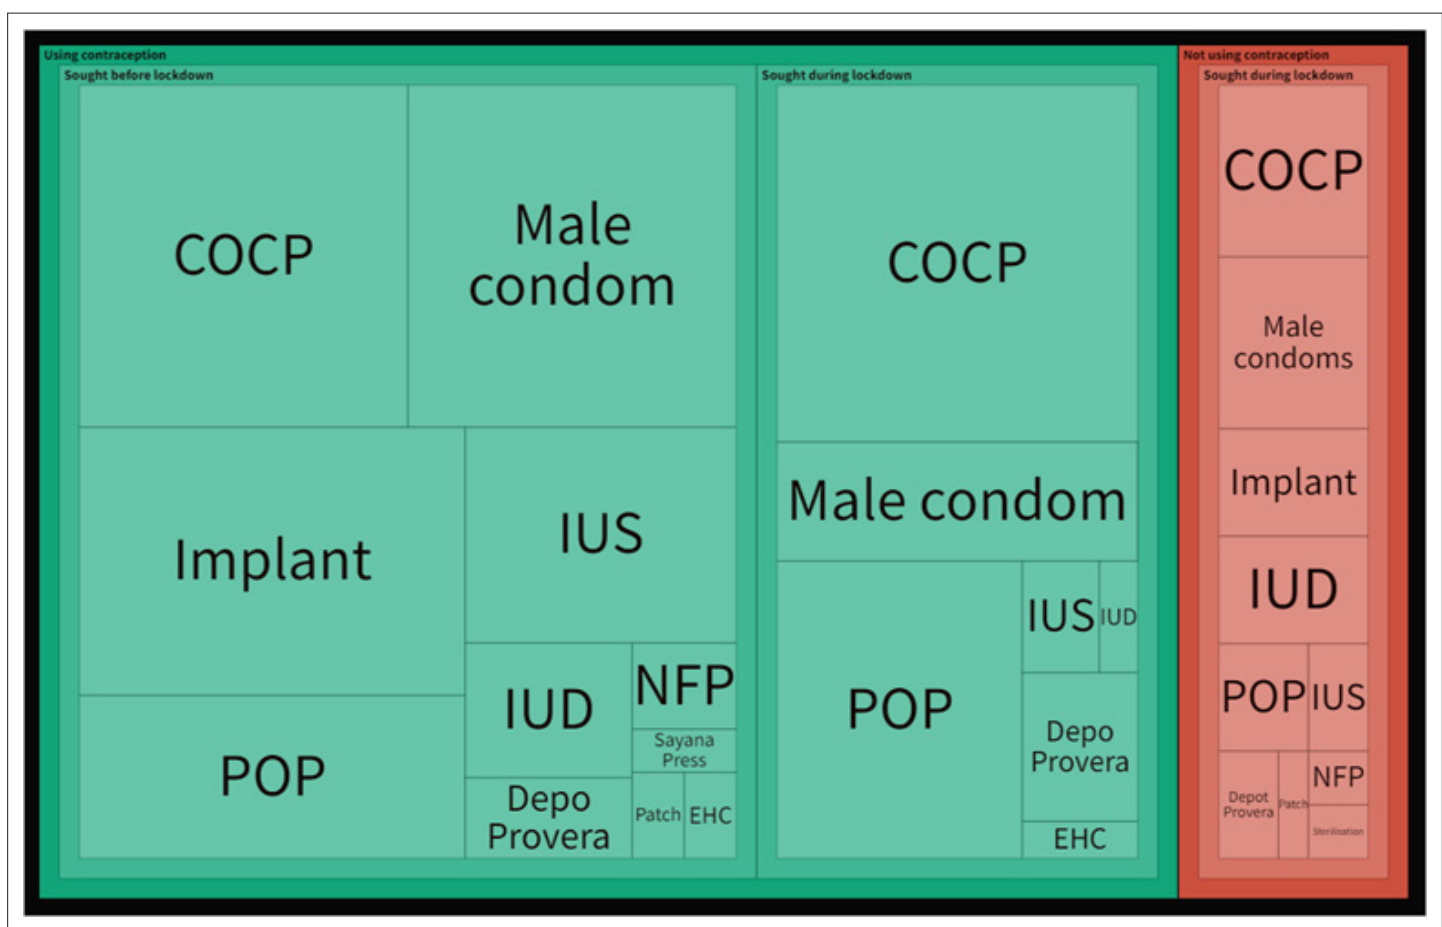 Using contraception
Sought before lockdown
COCP
Male
condom
Implant
IUS
POP
IUD
NFP
Sayana
Press
Depo
Provera
Patch
EHC
Sought during lockdown
COCP
Male condom
POP
IUS
IUD
Depo
Provera
EHC
Not using contraception
Sought during lockdown
COCP
Male
condoms
Implant
IUD
POP
IUS
Depot
Provera
Patch
NFP
Sterilisation